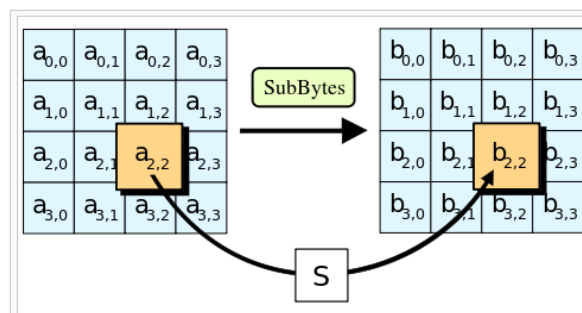 a0,0 a0,1 a0,2 a0,3 b0,0 b0,1 b0,2 b0,3
SubBytes
a1,0 a1,1 a1,2 a1,3 b1,0 b1,1 b1,2 b1,3
a2,0 a2,1 a2,2 a2,3 b2,0 b2,1 b2,2 b2,3
a3,0 a3,1 a3,2 a3,3 b3,0 b3,1 b3,2 b3,3
S